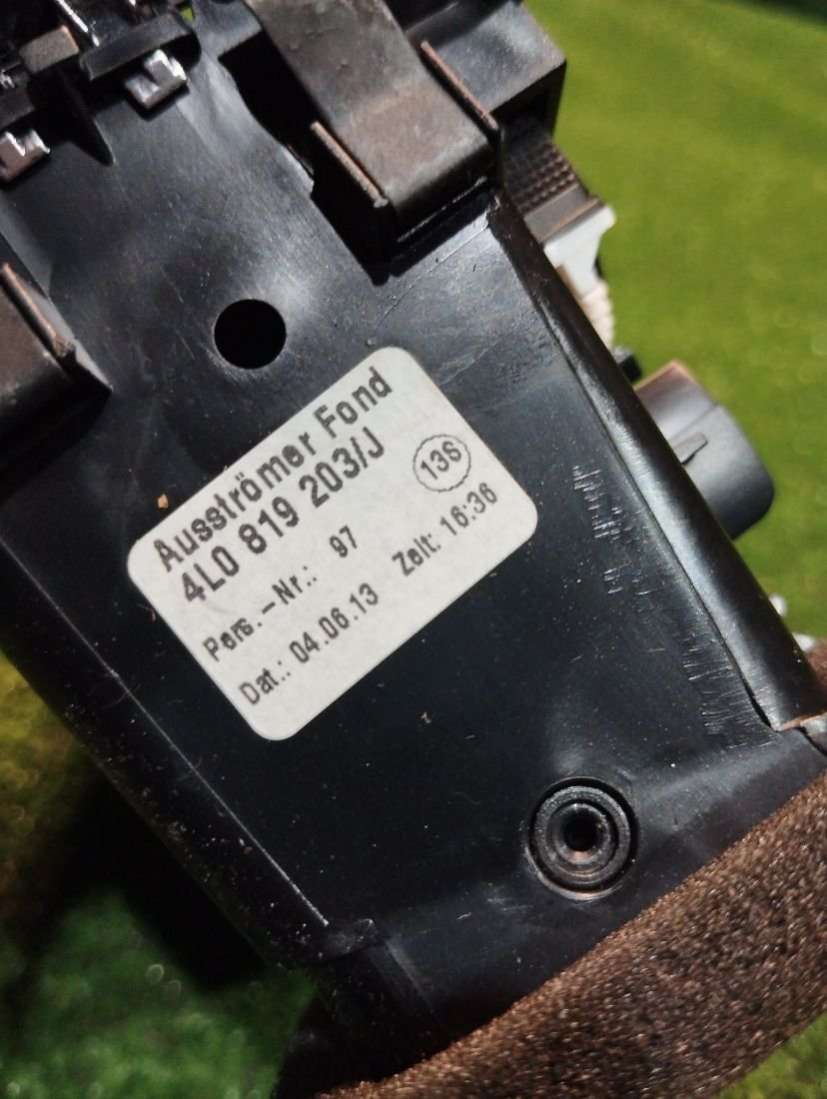 Ausströmer Fond
4L0 819 203/J
136
Pers.-Nr.: 97
Dat.: 04.06.13 Zeit: 16:36